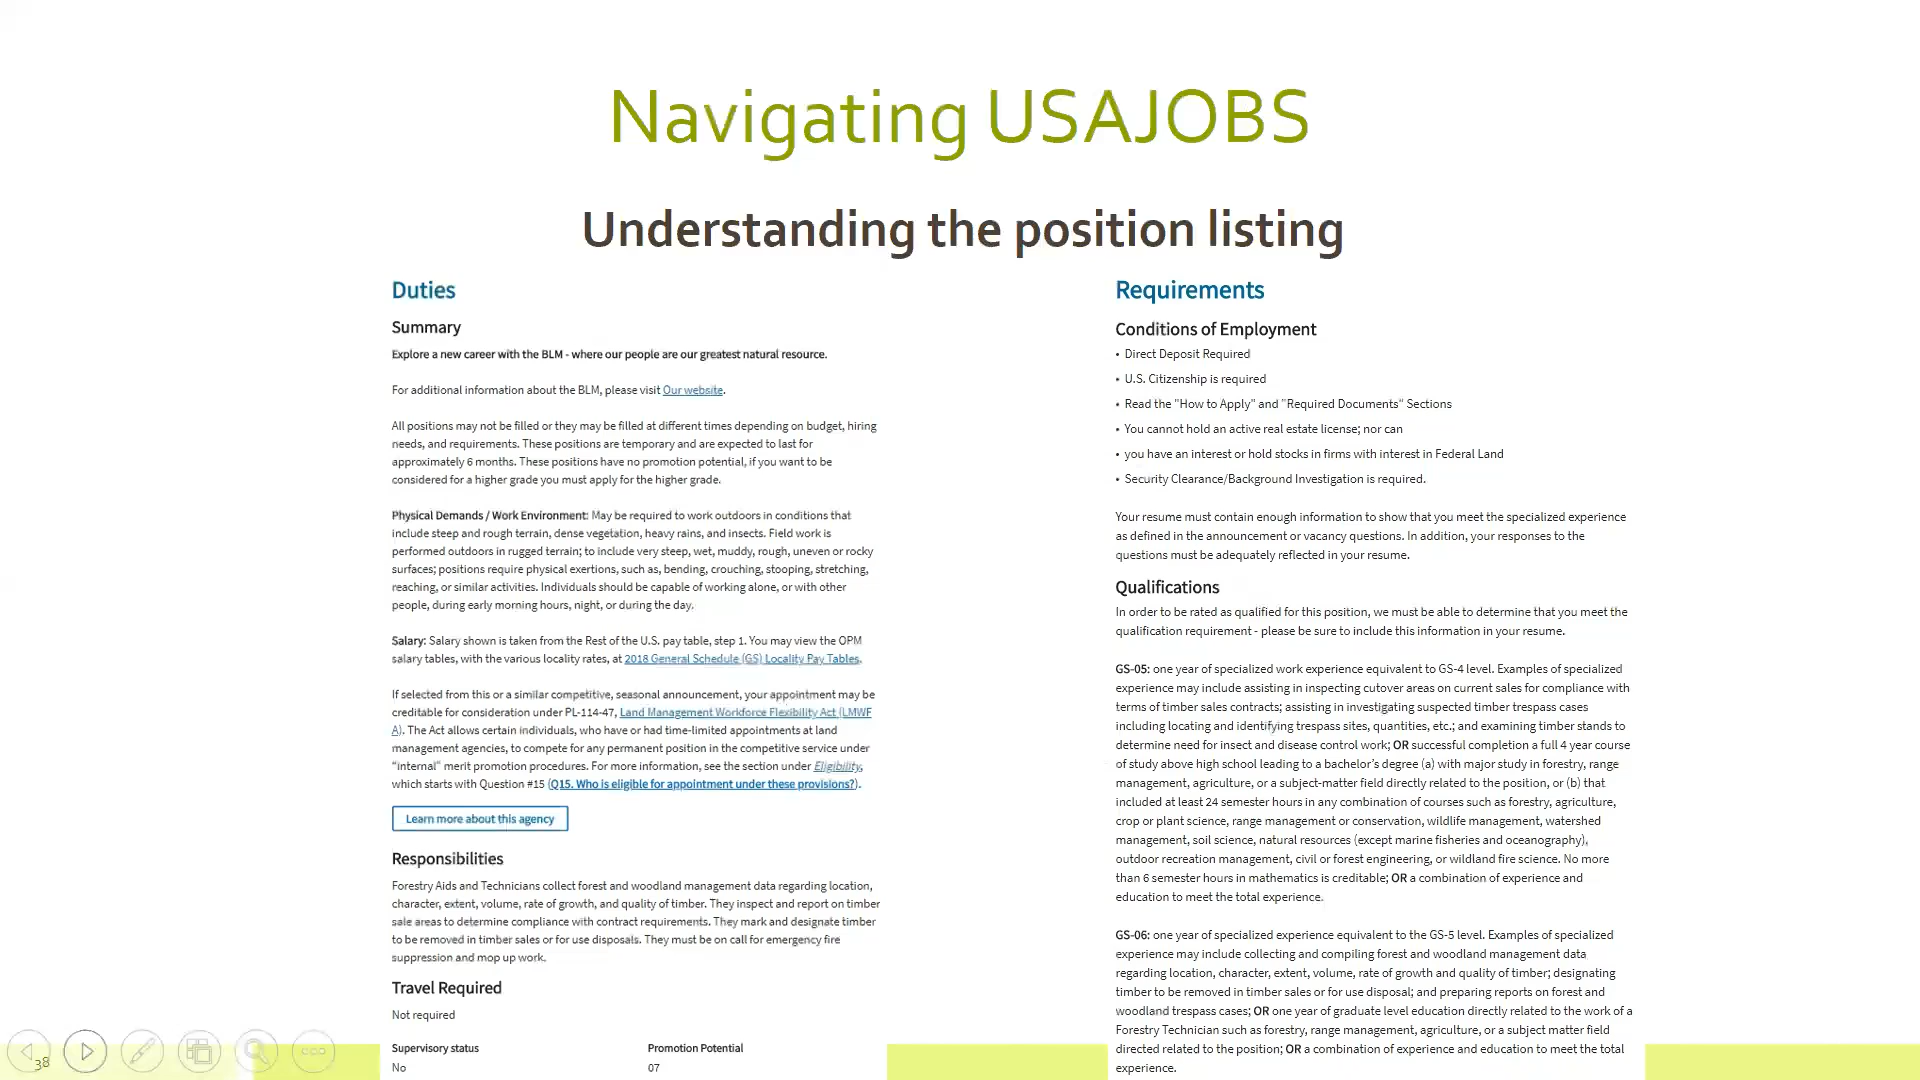 Navigating USAJOBS
Understanding the position listing
Duties
Summary
Explore a new career with the BLM - where our people are our greatest natural resource.
For additional information about the BLM, please visit Our website.
All positions may not be filled or they may be filled at different times depending on budget, hiring
needs, and requirements. These positions are temporary and are expected to last for
approximately 6 months. These positions have no promotion potential, if you want to be
considered for a higher grade you must apply for the higher grade.
Physical Demands / Work Environment: May be required to work outdoors in conditions that
include steep and rough terrain, dense vegetation, heavy rains, and insects. Field work is
performed outdoors in rugged terrain; to include very steep, wet, muddy, rough, uneven or rocky
surfaces; positions require physical exertions, such as, bending, crouching, stooping, stretching,
reaching, or similar activities. Individuals should be capable of working alone, or with other
people, during early morning hours, night, or during the day.
Salary: Salary shown is taken from the Rest of the U.S. pay table, step 1. You may view the OPM
salary tables, with the various locality rates, at 2018 General Schedule (GS) Locality Pay Tables.
If selected from this or a similar competitive, seasonal announcement, your appointment may be
creditable for consideration under PL-114-47, Land Management Workforce Flexibility Act (LMWF
A). The Act allows certain individuals, who have or had time-limited appointments at land
management agencies, to compete for any permanent position in the competitive service under
"internal" merit promotion procedures. For more information, see the section under Eligibility,
which starts with Question #15 (Q15. Who is eligible for appointment under these provisions?).
Learn more about this agency
Responsibilities
Forestry Aids and Technicians collect forest and woodland management data regarding location,
character, extent, volume, rate of growth, and quality of timber. They inspect and report on timber
sale areas to determine compliance with contract requirements. They mark and designate timber
to be removed in timber sales or for use disposals. They must be on call for emergency fire
suppression and mop up work.
Travel Required
Not required
Supervisory status
No
Promotion Potential
07
Requirements
Conditions of Employment
• Direct Deposit Required
• U.S. Citizenship is required
• Read the "How to Apply" and "Required Documents" Sections
• You cannot hold an active real estate license; nor can
• you have an interest or hold stocks in firms with interest in Federal Land
• Security Clearance/Background Investigation is required.
Your resume must contain enough information to show that you meet the specialized experience
as defined in the announcement or vacancy questions. In addition, your responses to the
questions must be adequately reflected in your resume.
Qualifications
In order to be rated as qualified for this position, we must be able to determine that you meet the
qualification requirement - please be sure to include this information in your resume.
GS-05: one year of specialized work experience equivalent to GS-4 level. Examples of specialized
experience may include assisting in inspecting cutover areas on current sales for compliance with
terms of timber sales contracts; assisting in investigating suspected timber trespass cases
including locating and identifying trespass sites, quantities, etc.; and examining timber stands to
determine need for insect and disease control work; OR successful completion a full 4 year course
of study above high school leading to a bachelor's degree (a) with major study in forestry, range
management, agriculture, or a subject-matter field directly related to the position, or (b) that
included at least 24 semester hours in any combination of courses such as forestry, agriculture,
crop or plant science, range management or conservation, wildlife management, watershed
management, soil science, natural resources (except marine fisheries and oceanography),
outdoor recreation management, civil or forest engineering, or wildland fire science. No more
than 6 semester hours in mathematics is creditable; OR a combination of experience and
education to meet the total experience.
GS-06: one year of specialized experience equivalent to the GS-5 level. Examples of specialized
experience may include collecting and compiling forest and woodland management data
regarding location, character, extent, volume, rate of growth and quality of timber; designating
timber to be removed in timber sales or for use disposal; and preparing reports on forest and
woodland trespass cases; OR one year of graduate level education directly related to the work of a
Forestry Technician such as forestry, range management, agriculture, or a subject matter field
directed related to the position; OR a combination of experience and education to meet the total
experience.
38